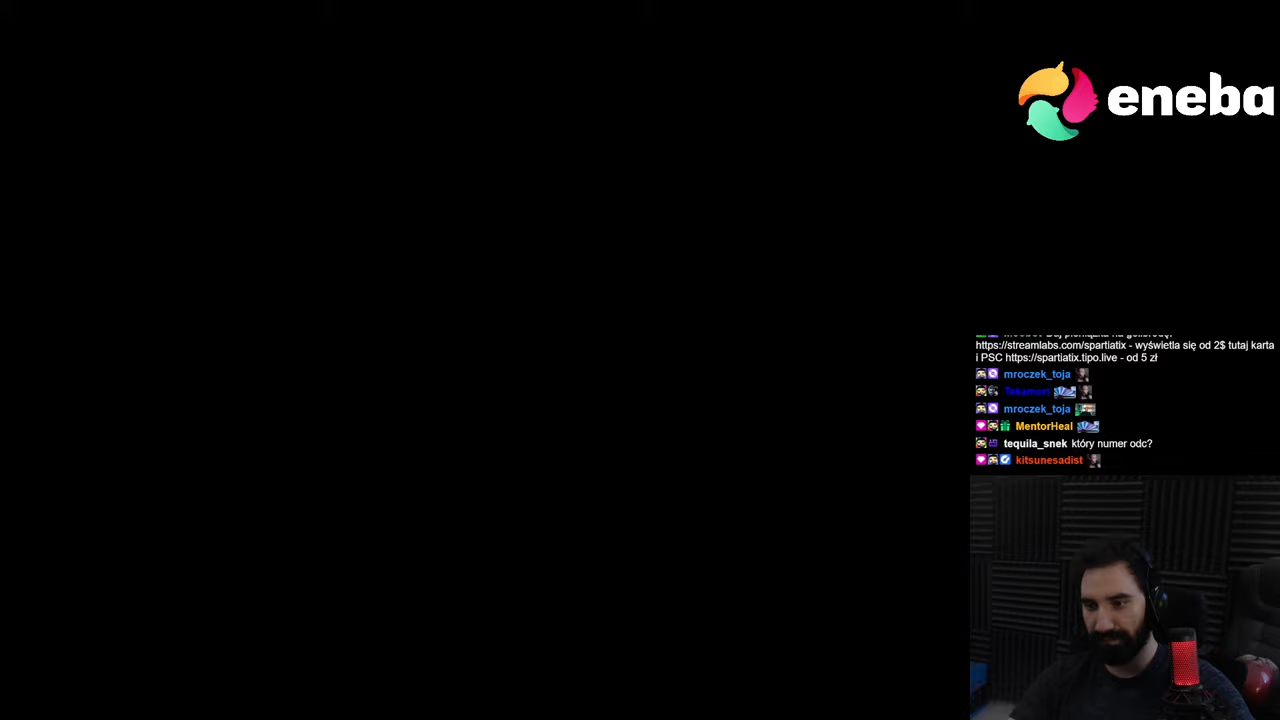 eneba
https://streamlabs.com/spartiatix - wyświetla się od 2$ tutaj karta
i PSC https://spartiatix.tipo.live - od 5 zł
mroczek_toja
mroczek_toja
MentorHeal
tequila_snek który numer odc?
kitsunesadist